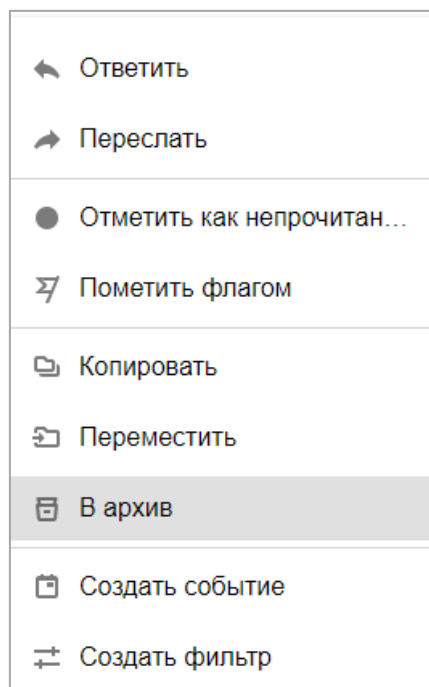 Ответить
Переслать
Отметить как непрочитан...
Пометить флагом
Копировать
Переместить
В архив
Создать событие
Создать фильтр